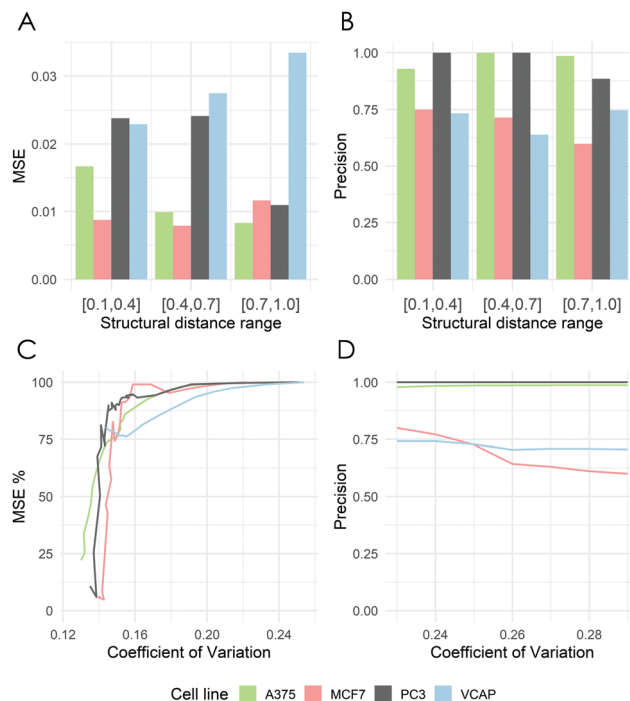 A
B
MSE
0.03
0.02
0.01
0.00
[0.1,0.4] [0.4,0.7] [0.7,1.0]
Structural distance range
Precision
1.00
0.75
0.50
0.25
0.00
[0.1,0.4] [0.4,0.7] [0.7,1.0]
Structural distance range
C
D
MSE %
100
75
50
25
0
0.12 0.16 0.20 0.24
Coefficient of Variation
Precision
1.00
0.75
0.50
0.25
0.00
0.24 0.26 0.28
Coefficient of Variation
Cell line A375 MCF7 PC3 VCAP